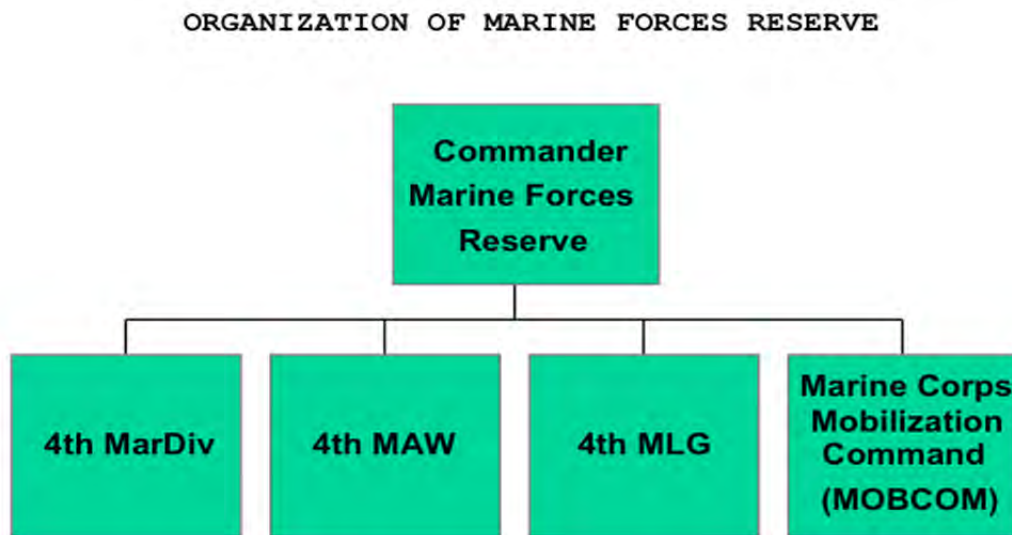 ORGANIZATION OF MARINE FORCES RESERVE
Commander
Marine Forces
Reserve
4th MarDiv
4th MAW
4th MLG
Marine Corps
Mobilization
Command
(MOBCOM)